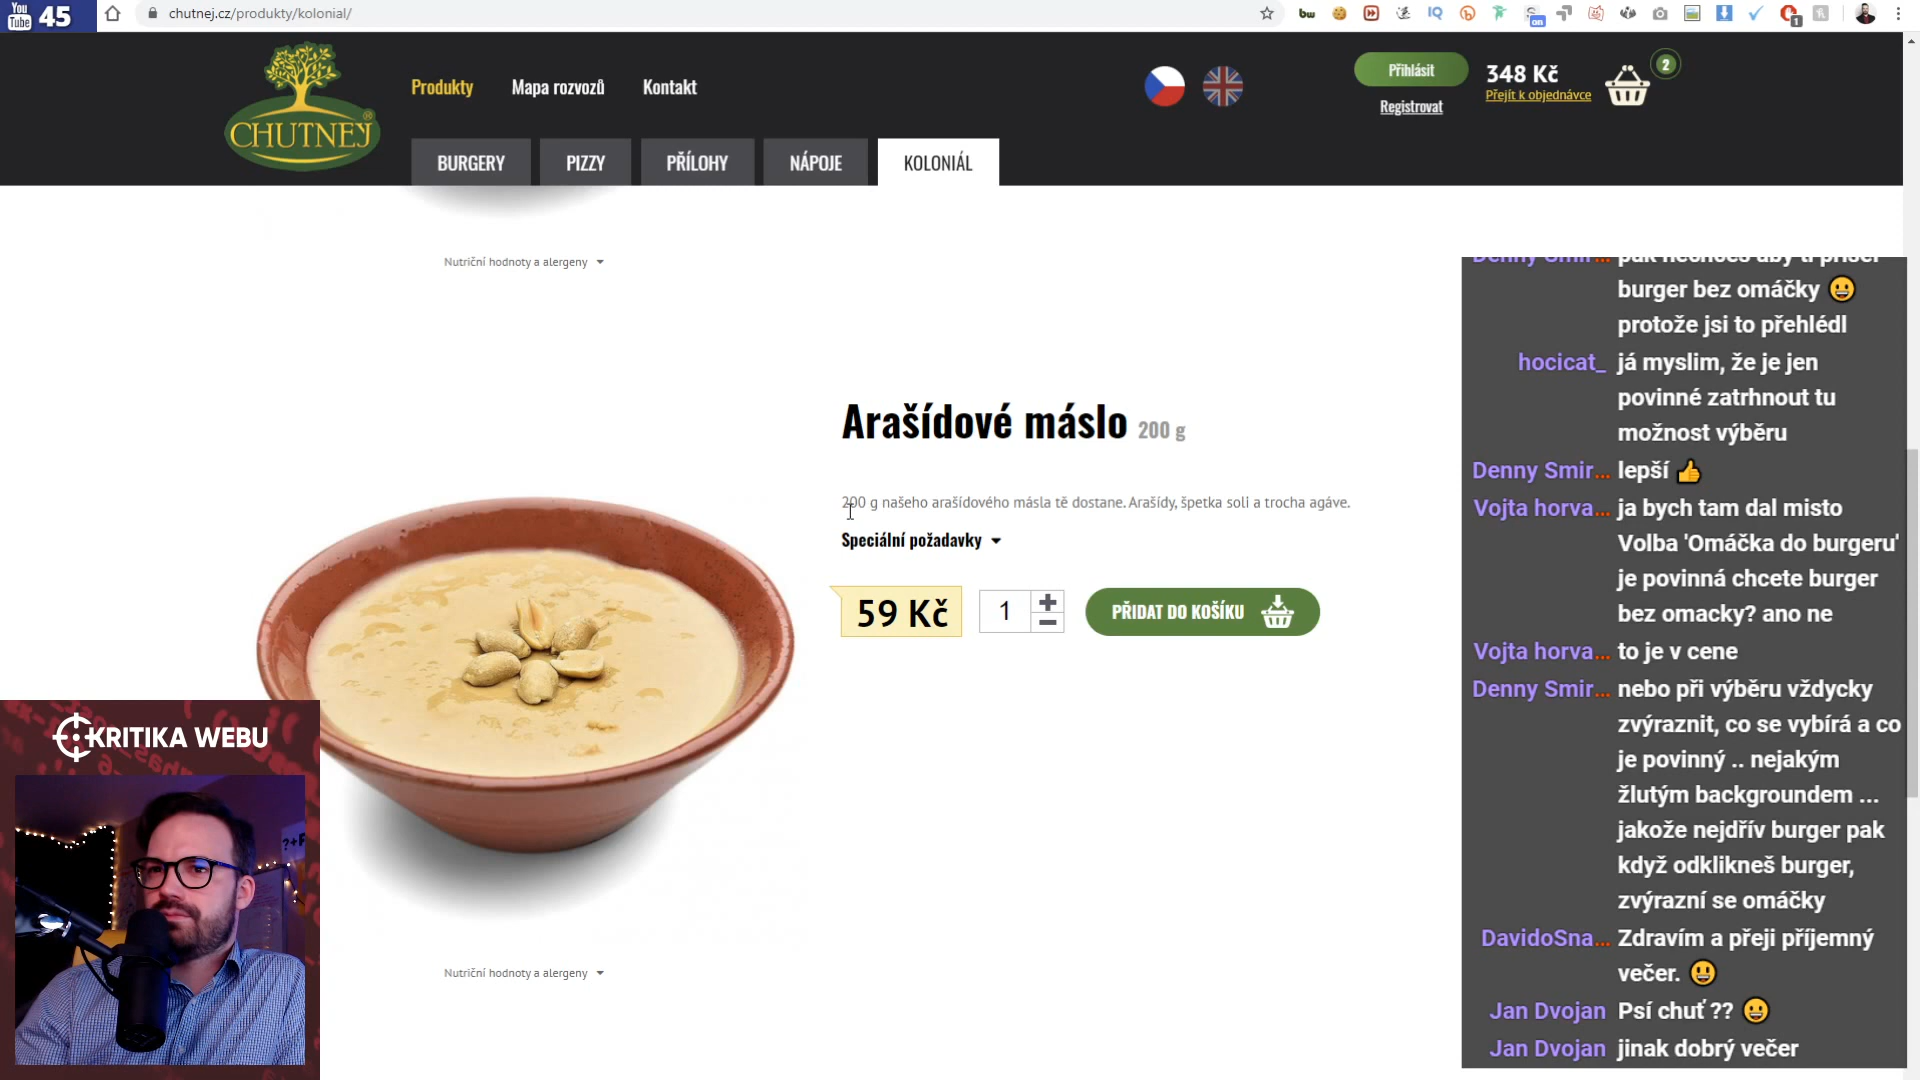 You Tube 45
chutnej.cz/produkty/kolonial/
CHUTNEJ®
Produkty
Mapa rozvozů
Kontakt
Přihlásit
Registrovat
348 Kč
Přejít k objednávce
2
BURGERY
PIZZY
PŘÍLOHY
NÁPOJE
KOLONIÁL
Nutriční hodnoty a alergeny
Arašídové máslo 200 g
200 g našeho arašídového másla tě dostane. Arašídy, špetka soli a trocha agáve.
Speciální požadavky
59 Kč
1
PŘIDAT DO KOŠÍKU
Nutriční hodnoty a alergeny
KRITIKA WEBU
burger bez omáčky 😀
protože jsi to přehlédl
hocicat_ já myslim, že je jen
povinné zatrhnout tu
možnost výběru
Denny Smir... lepší 👍
Vojta horva... ja bych tam dal misto
Volba 'Omáčka do burgeru'
je povinná chcete burger
bez omacky? ano ne
Vojta horva... to je v cene
Denny Smir... nebo při výběru vždycky
zvýraznit, co se vybírá a co
je povinný .. nejakým
žlutým backgroundem ...
jakože nejdřív burger pak
když odklikneš burger,
zvýrazní se omáčky
DavidoSna... Zdravím a přeji příjemný
večer. 😀
Jan Dvojan Psí chuť ?? 😀
Jan Dvojan jinak dobrý večer